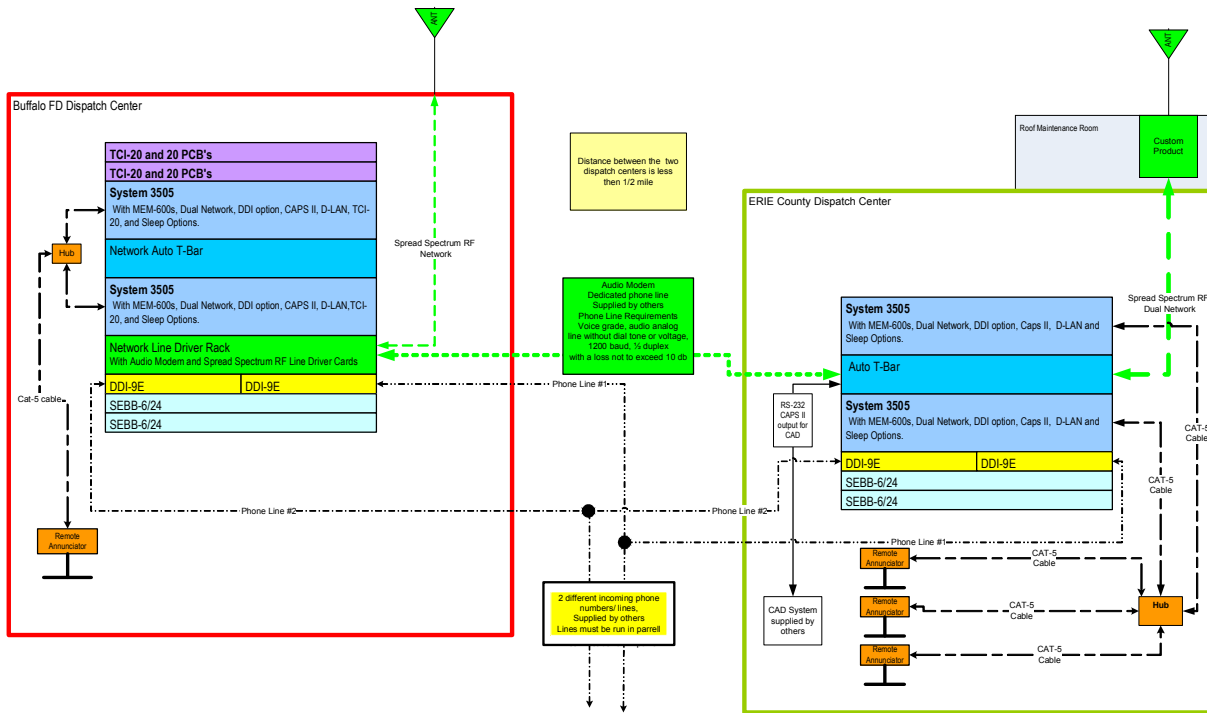 ANT
ANT
Buffalo FD Dispatch Center
TCI-20 and 20 PCB's
TCI-20 and 20 PCB's
System 3505
With MEM-600s, Dual Network, DDI option, CAPS II, D-LAN, TCI-
20, and Sleep Options.
Hub
Network Auto T-Bar
System 3505
With MEM-600s, Dual Network, DDI option, CAPS II, D-LAN,TCI-
20, and Sleep Options.
Network Line Driver Rack
With Audio Modem and Spread Spectrum RF Line Driver Cards
DDI-9E
DDI-9E
SEBB-6/24
SEBB-6/24
Cat-5 cable
Remote
Annunciator
Spread Spectrum RF
Network
Phone Line #1
Phone Line #2
Distance between the two
dispatch centers is less
then 1/2 mile
Audio Modem
Dedicated phone line
Supplied by others
Phone Line Requirements
Voice grade, audio analog
line without dial tone or voltage,
1200 baud, ½ duplex
with a loss not to exceed 10 db
Phone Line #2
Phone Line #1
2 different incoming phone
numbers/ lines,
Supplied by others
Lines must be run in parrell
Roof Maintenance Room
Custom
Product
ERIE County Dispatch Center
Spread Spectrum RF
Dual Network
System 3505
With MEM-600s, Dual Network, DDI option, Caps II, D-LAN and
Sleep Options.
Auto T-Bar
System 3505
With MEM-600s, Dual Network, DDI option, Caps II, D-LAN and
Sleep Options.
DDI-9E
DDI-9E
SEBB-6/24
SEBB-6/24
RS-232
CAPS II
output for
CAD
CAD System
supplied by
others
CAT-5
Cable
CAT-5
Cable
Remote
Annunciator
CAT-5
Cable
Remote
Annunciator
CAT-5
Cable
Remote
Annunciator
CAT-5
Cable
Hub